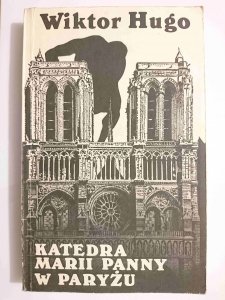 Wiktor Hugo
KATEDRA
MARII PANNY
W PARYŻU